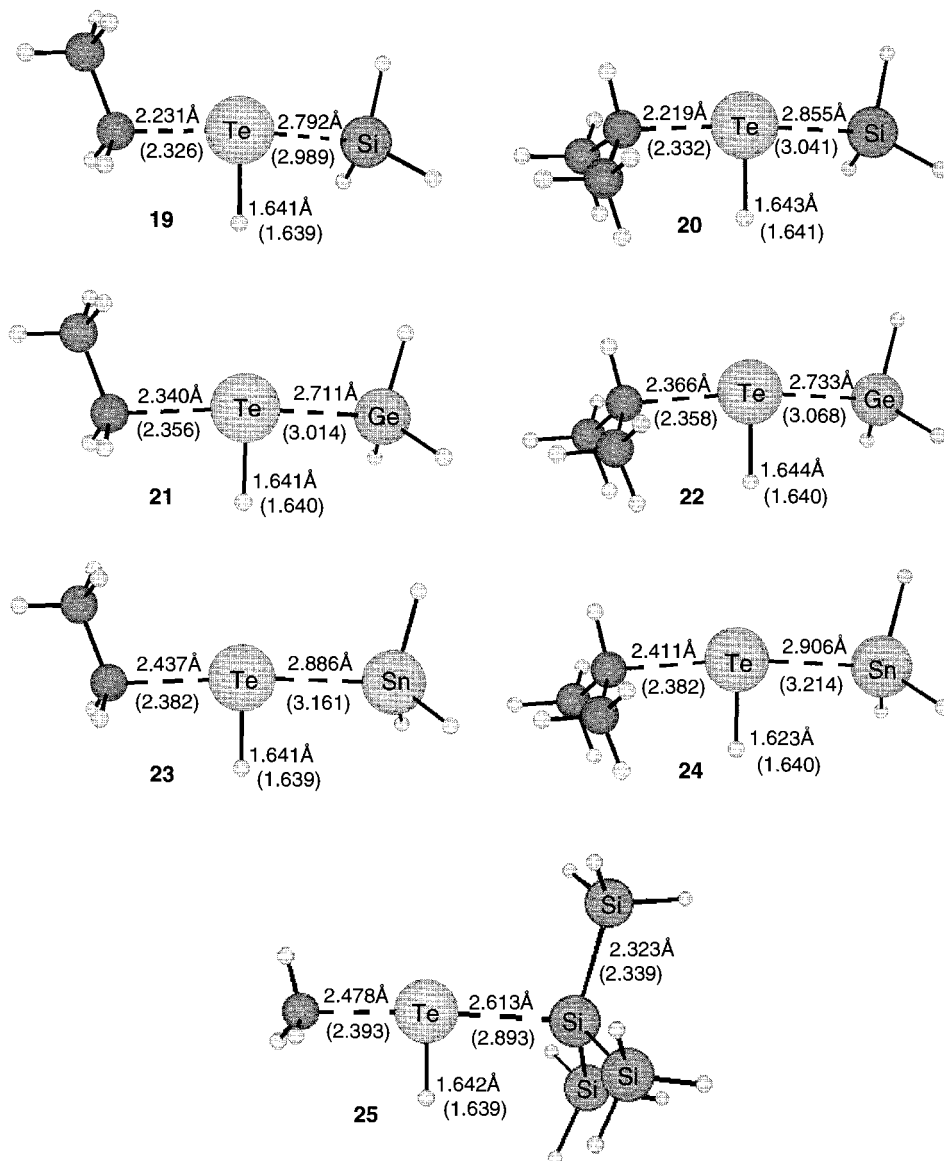 2.231Å
Te
2.792Å
Si
(2.326)
(2.989)
1.641Å
(1.639)
19
2.219Å
Te
2.855Å
Si
(2.332)
(3.041)
1.643Å
(1.641)
20
2.340Å
Te
2.711Å
Ge
(2.356)
(3.014)
1.641Å
(1.640)
21
2.366Å
Te
2.733Å
Ge
(2.358)
(3.068)
1.644Å
(1.640)
22
2.437Å
Te
2.886Å
Sn
(2.382)
(3.161)
1.641Å
(1.639)
23
2.411Å
Te
2.906Å
Sn
(2.382)
(3.214)
1.623Å
(1.640)
24
Si
2.323Å
(2.339)
2.478Å
Te
2.613Å
Si
(2.393)
(2.893)
Si
Si
1.642Å
(1.639)
25